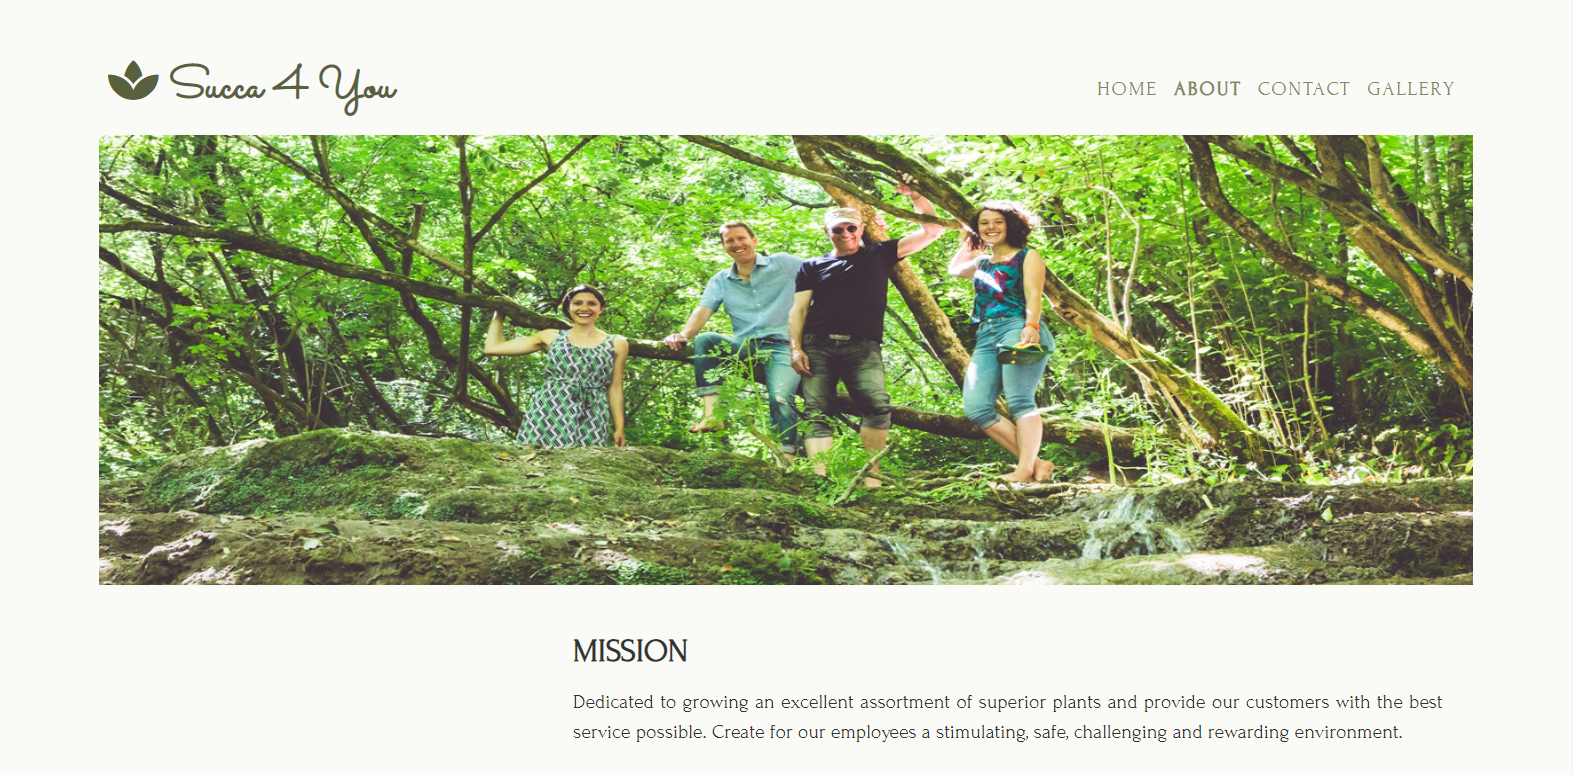 Succa 4 You
HOME ABOUT CONTACT GALLERY
MISSION
Dedicated to growing an excellent assortment of superior plants and provide our customers with the best
service possible. Create for our employees a stimulating, safe, challenging and rewarding environment.